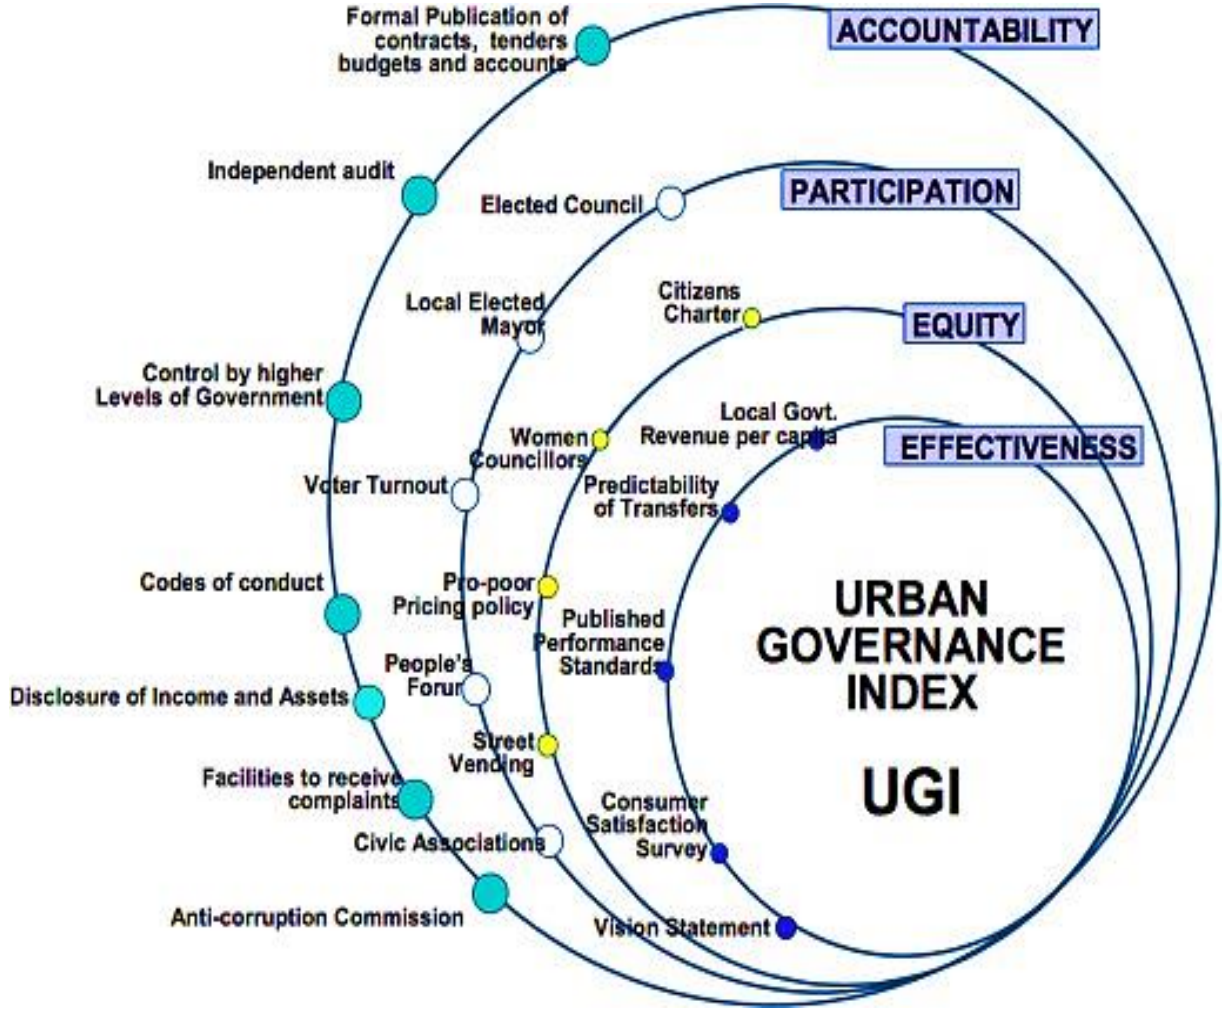 Formal Publication of
contracts, tenders
budgets and accounts
ACCOUNTABILITY
Independent audit
PARTICIPATION
Elected Council
Local Elected
Mayor
Citizens
Charter
EQUITY
Control by higher
Levels of Government
Local Govt.
Revenue per capita
EFFECTIVENESS
Women
Councillors
Voter Turnout
Predictability
of Transfers
Codes of conduct
Pro-poor
Pricing policy
Published
Performance
Standards
URBAN
GOVERNANCE
INDEX
UGI
People's
Forum
Disclosure of Income and Assets
Street
Vending
Facilities to receive
complaints
Consumer
Satisfaction
Survey
Civic Associations
Anti-corruption Commission
Vision Statement